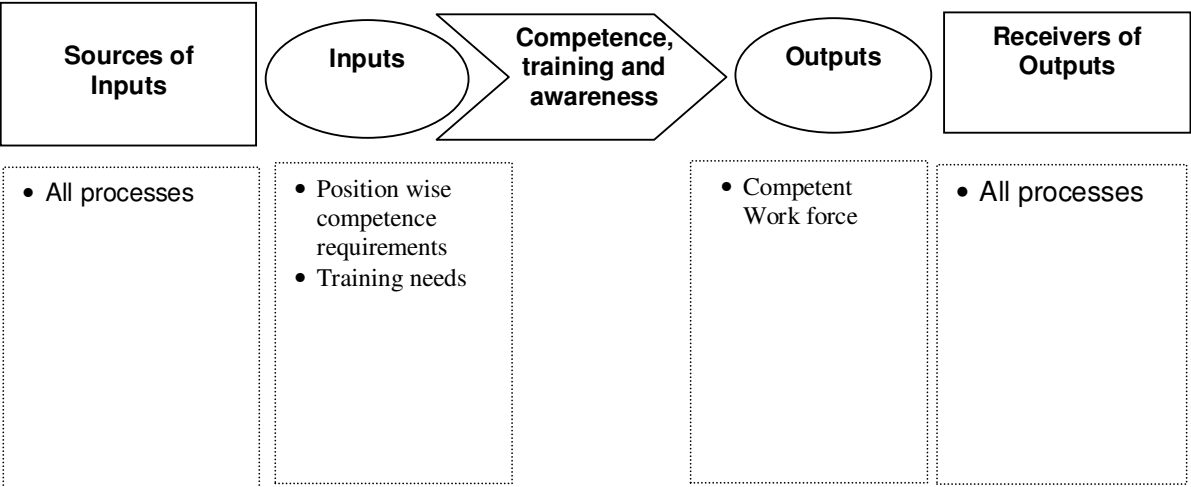 Sources of
Inputs
Inputs
Competence,
training and
awareness
Outputs
Receivers of
Outputs
• All processes
• Position wise
competence
requirements
• Training needs
• Competent
Work force
• All processes